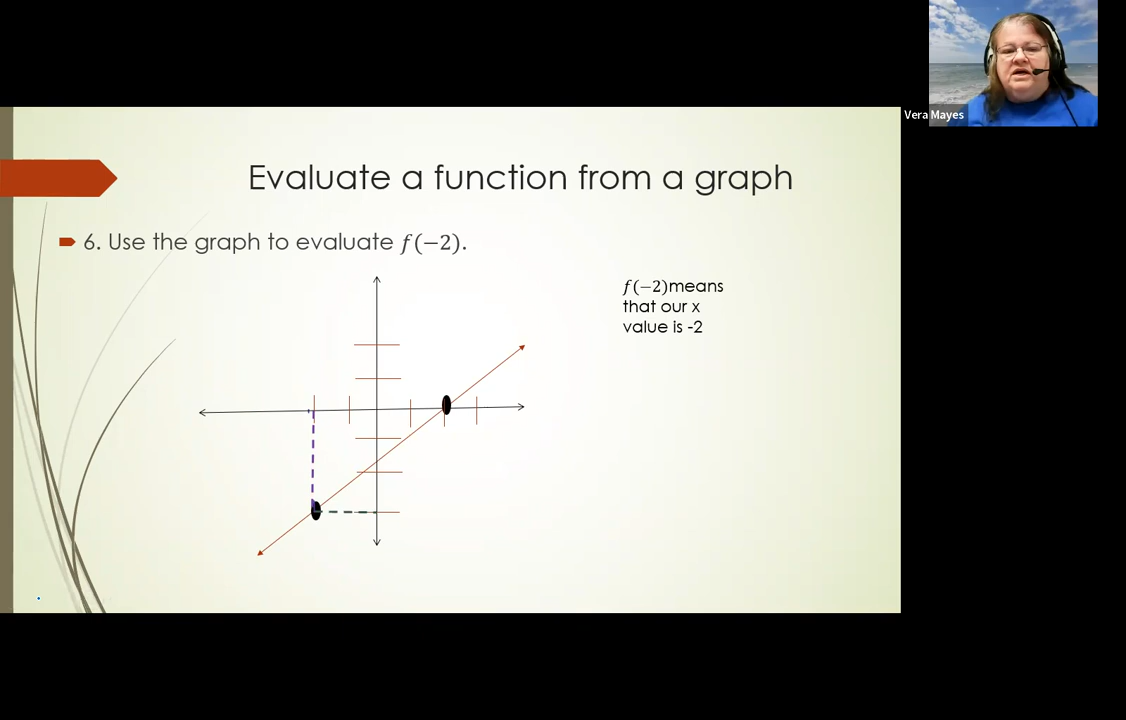 Vera Mayes
Evaluate a function from a graph
6. Use the graph to evaluate f(−2).
f(−2)means
that our x
value is -2